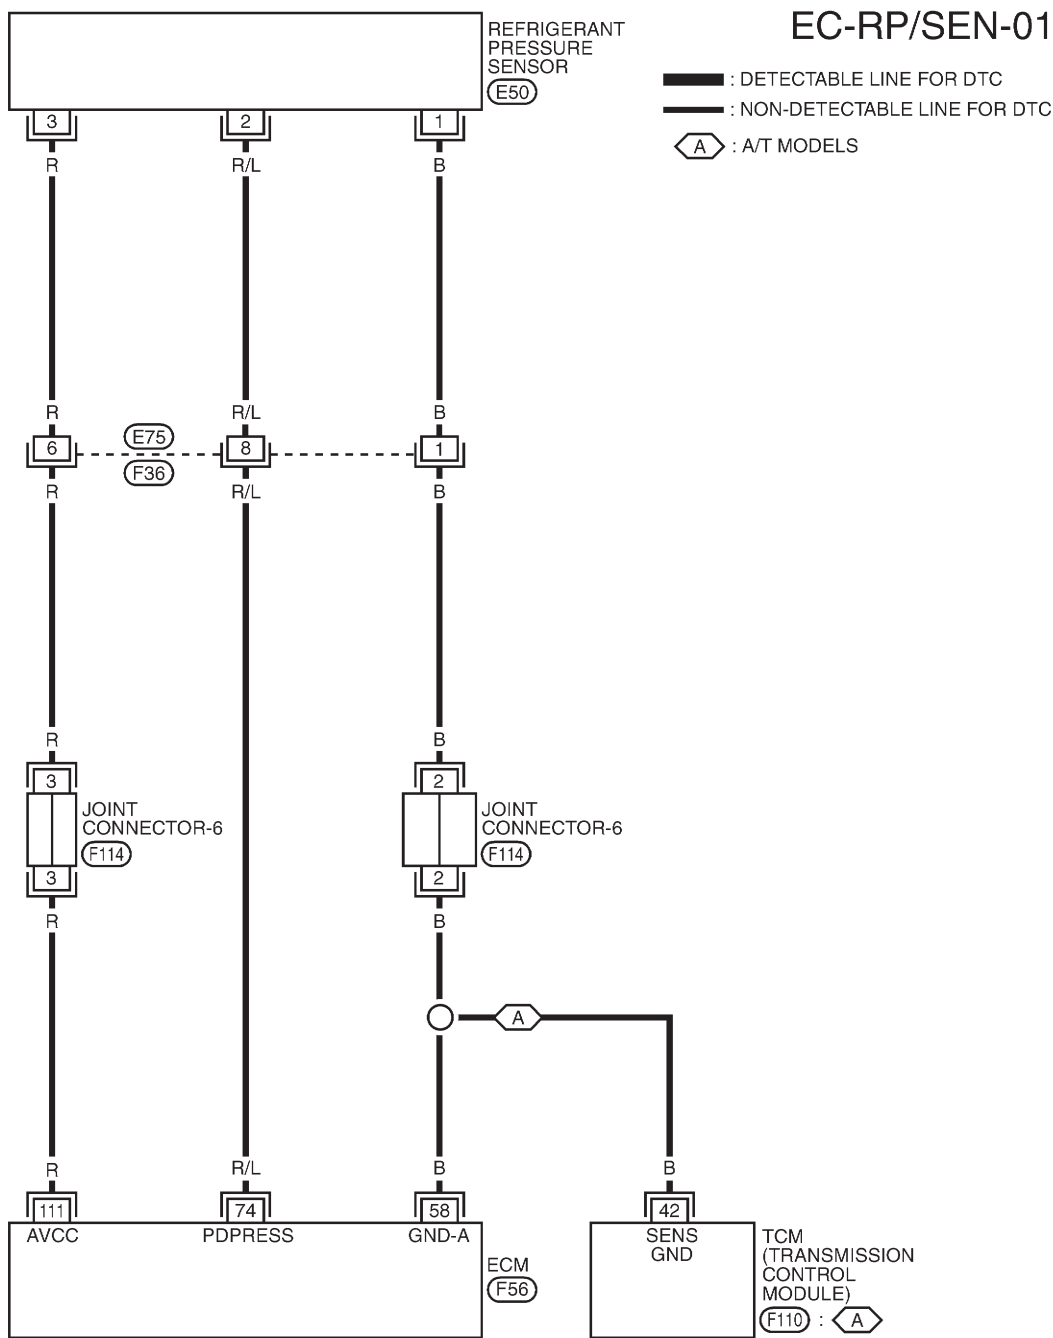 EC-RP/SEN-01
REFRIGERANT
PRESSURE
SENSOR
E50
: DETECTABLE LINE FOR DTC
: NON-DETECTABLE LINE FOR DTC
A : A/T MODELS
3 2 1
R R/L B
R R/L B
E75
6 8 1
F36
R R/L B
R B
3 2
JOINT
CONNECTOR-6
F114
JOINT
CONNECTOR-6
F114
3 2
R B
A
R R/L B B
111 74 58 42
AVCC PDPRESS GND-A
SENS
GND
ECM
F56
TCM
(TRANSMISSION
CONTROL
MODULE)
F110 : A